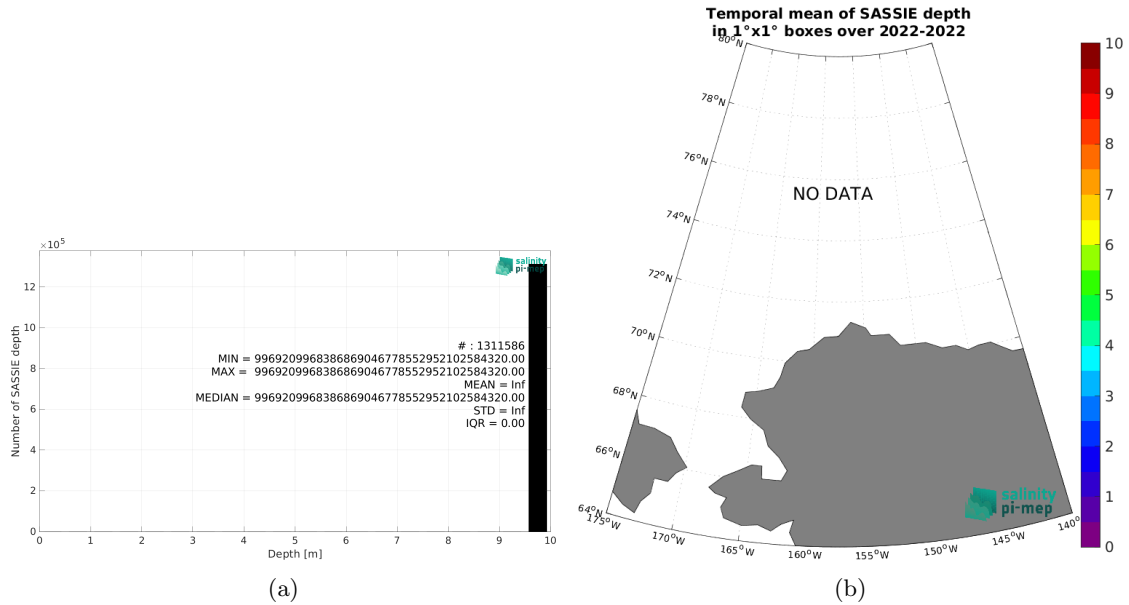 Temporal mean of SASSIE depth
in 1°x1° boxes over 2022-2022
80°N
78°N
76°N
74°N
72°N
70°N
68°N
66°N
64°N
175°W
170°W
165°W
160°W
155°W
150°W
145°W
140°
NO DATA
salinity
pi-mep
10
9
8
7
6
5
4
3
2
1
0
×10⁵
12
10
8
6
4
2
0
Number of SASSIE depth
salinity
pi-mep
# : 1311586
MIN = 9969209968386869046778552952102584320.00
MAX = 9969209968386869046778552952102584320.00
MEAN = Inf
MEDIAN = 9969209968386869046778552952102584320.00
STD = Inf
IQR = 0.00
0 1 2 3 4 5 6 7 8 9 10
Depth [m]
(a)
(b)